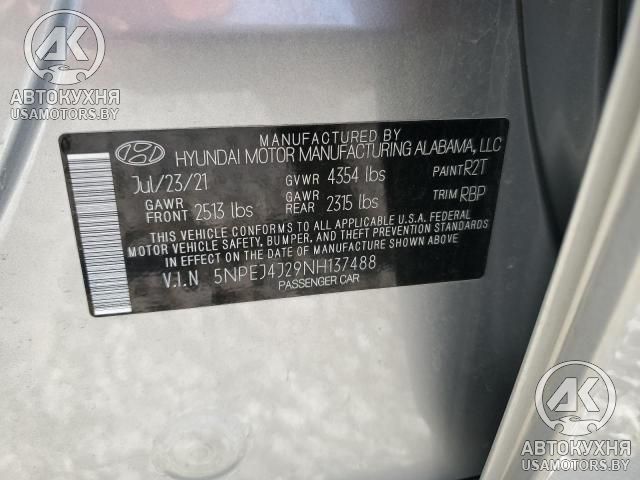 АК
АВТОКУХНЯ
USAMOTORS.BY
MANUFACTURED BY
HYUNDAI MOTOR MANUFACTURING ALABAMA, LLC
Jul/23/21 GVWR 4354 lbs PAINT R2T
GAWR FRONT 2513 lbs GAWR REAR 2315 lbs TRIM RBP
THIS VEHICLE CONFORMS TO ALL APPLICABLE U.S.A. FEDERAL
MOTOR VEHICLE SAFETY, BUMPER, AND THEFT PREVENTION STANDARDS
IN EFFECT ON THE DATE OF MANUFACTURE SHOWN ABOVE.
V.I.N 5NPEJ4J29NH137488
PASSENGER CAR
АК
АВТОКУХНЯ
USAMOTORS.BY